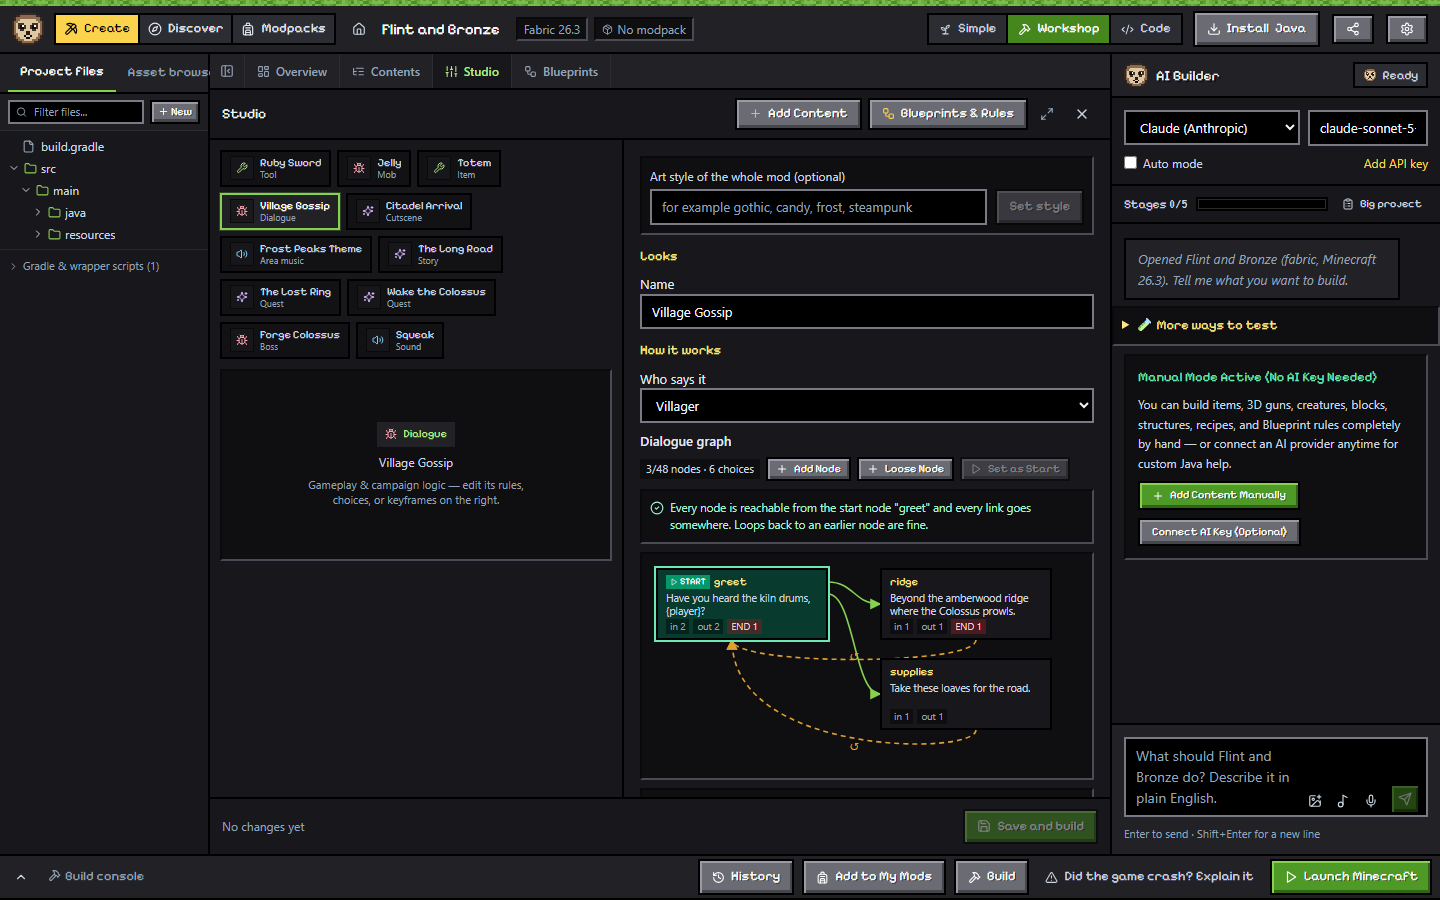 Create
Discover
Modpacks
Flint and Bronze
Fabric 26.3
No modpack
Simple
Workshop
Code
Install Java
Project files
Asset brows
Overview
Contents
Studio
Blueprints
AI Builder
Ready
Filter files...
New
build.gradle
src
main
java
resources
Gradle & wrapper scripts (1)
Studio
Add Content
Blueprints & Rules
Ruby Sword
Tool
Jelly
Mob
Totem
Item
Village Gossip
Dialogue
Citadel Arrival
Cutscene
Frost Peaks Theme
Area music
The Long Road
Story
The Lost Ring
Quest
Wake the Colossus
Quest
Forge Colossus
Boss
Squeak
Sound
Dialogue
Village Gossip
Gameplay & campaign logic — edit its rules,
choices, or keyframes on the right.
Art style of the whole mod (optional)
for example gothic, candy, frost, steampunk
Set style
Looks
Name
Village Gossip
How it works
Who says it
Villager
Dialogue graph
3/48 nodes · 6 choices
Add Node
Loose Node
Set as Start
Every node is reachable from the start node "greet" and every link goes
somewhere. Loops back to an earlier node are fine.
START greet
Have you heard the kiln drums,
{player}?
in 2 out 2 END 1
ridge
Beyond the amberwood ridge
where the Colossus prowls.
in 1 out 1 END 1
supplies
Take these loaves for the road.
in 1 out 1
No changes yet
Save and build
Claude (Anthropic)
claude-sonnet-5-
Auto mode
Add API key
Stages 0/5
Big project
Opened Flint and Bronze (fabric, Minecraft
26.3). Tell me what you want to build.
More ways to test
Manual Mode Active (No AI Key Needed)
You can build items, 3D guns, creatures, blocks,
structures, recipes, and Blueprint rules completely
by hand — or connect an AI provider anytime for
custom Java help.
Add Content Manually
Connect AI Key (Optional)
What should Flint and
Bronze do? Describe it in
plain English.
Enter to send · Shift+Enter for a new line
Build console
History
Add to My Mods
Build
Did the game crash? Explain it
Launch Minecraft